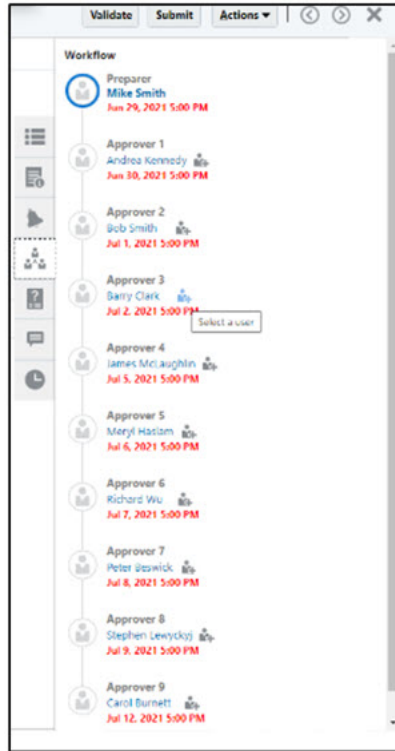 Validate Submit Actions
Workflow
Preparer
Mike Smith
Jun 29, 2021 5:00 PM
Approver 1
Andrea Kennedy
Jun 30, 2021 5:00 PM
Approver 2
Bob Smith
Jul 1, 2021 5:00 PM
Approver 3
Barry Clark
Jul 2, 2021 5:00 PM
Select a user
Approver 4
James McLaughlin
Jul 5, 2021 5:00 PM
Approver 5
Meryl Haslam
Jul 6, 2021 5:00 PM
Approver 6
Richard Wu
Jul 7, 2021 5:00 PM
Approver 7
Peter Beswick
Jul 8, 2021 5:00 PM
Approver 8
Stephen Lewyckyj
Jul 9, 2021 5:00 PM
Approver 9
Carol Burnett
Jul 12, 2021 5:00 PM